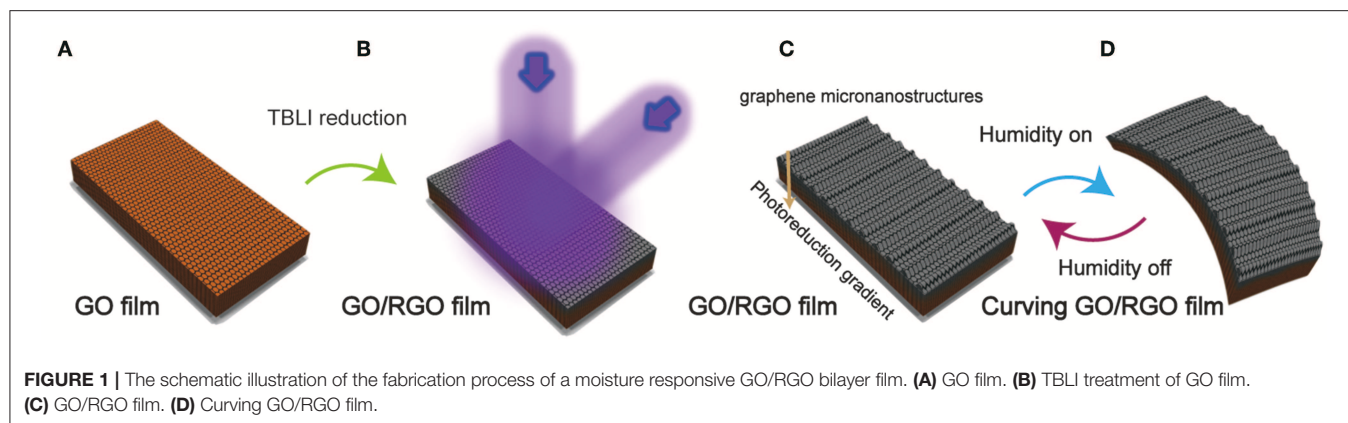 A
B
C
D
TBLI reduction
graphene micronanostructures
Humidity on
Photoreduction gradient
Humidity off
GO film
GO/RGO film
GO/RGO film
Curving GO/RGO film
FIGURE 1 | The schematic illustration of the fabrication process of a moisture responsive GO/RGO bilayer film. (A) GO film. (B) TBLI treatment of GO film.
(C) GO/RGO film. (D) Curving GO/RGO film.